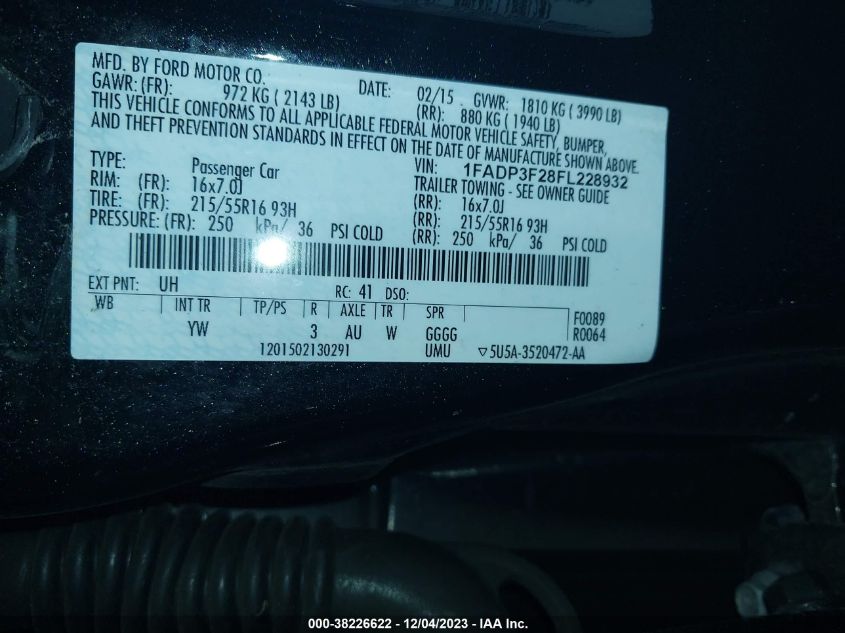 MFD. BY FORD MOTOR CO.
DATE: 02/15 GVWR: 1810 KG ( 3990 LB)
GAWR: (FR): 972 KG ( 2143 LB) (RR): 880 KG ( 1940 LB)
THIS VEHICLE CONFORMS TO ALL APPLICABLE FEDERAL MOTOR VEHICLE SAFETY, BUMPER,
AND THEFT PREVENTION STANDARDS IN EFFECT ON THE DATE OF MANUFACTURE SHOWN ABOVE.
VIN: 1FADP3F28FL228932
TYPE: Passenger Car TRAILER TOWING - SEE OWNER GUIDE
RIM: (FR): 16x7.0J (RR): 16x7.0J
TIRE: (FR): 215/55R16 93H (RR): 215/55R16 93H
PRESSURE: (FR): 250 kPa/ 36 PSI COLD (RR): 250 kPa/ 36 PSI COLD
EXT PNT: UH RC: 41 DSO:
WB INT TR TP/PS R AXLE TR SPR F0089
YW 3 AU W GGGG R0064
1201502130291 UMU ▽5U5A-3520472-AA
000-38226622 - 12/04/2023 - IAA Inc.